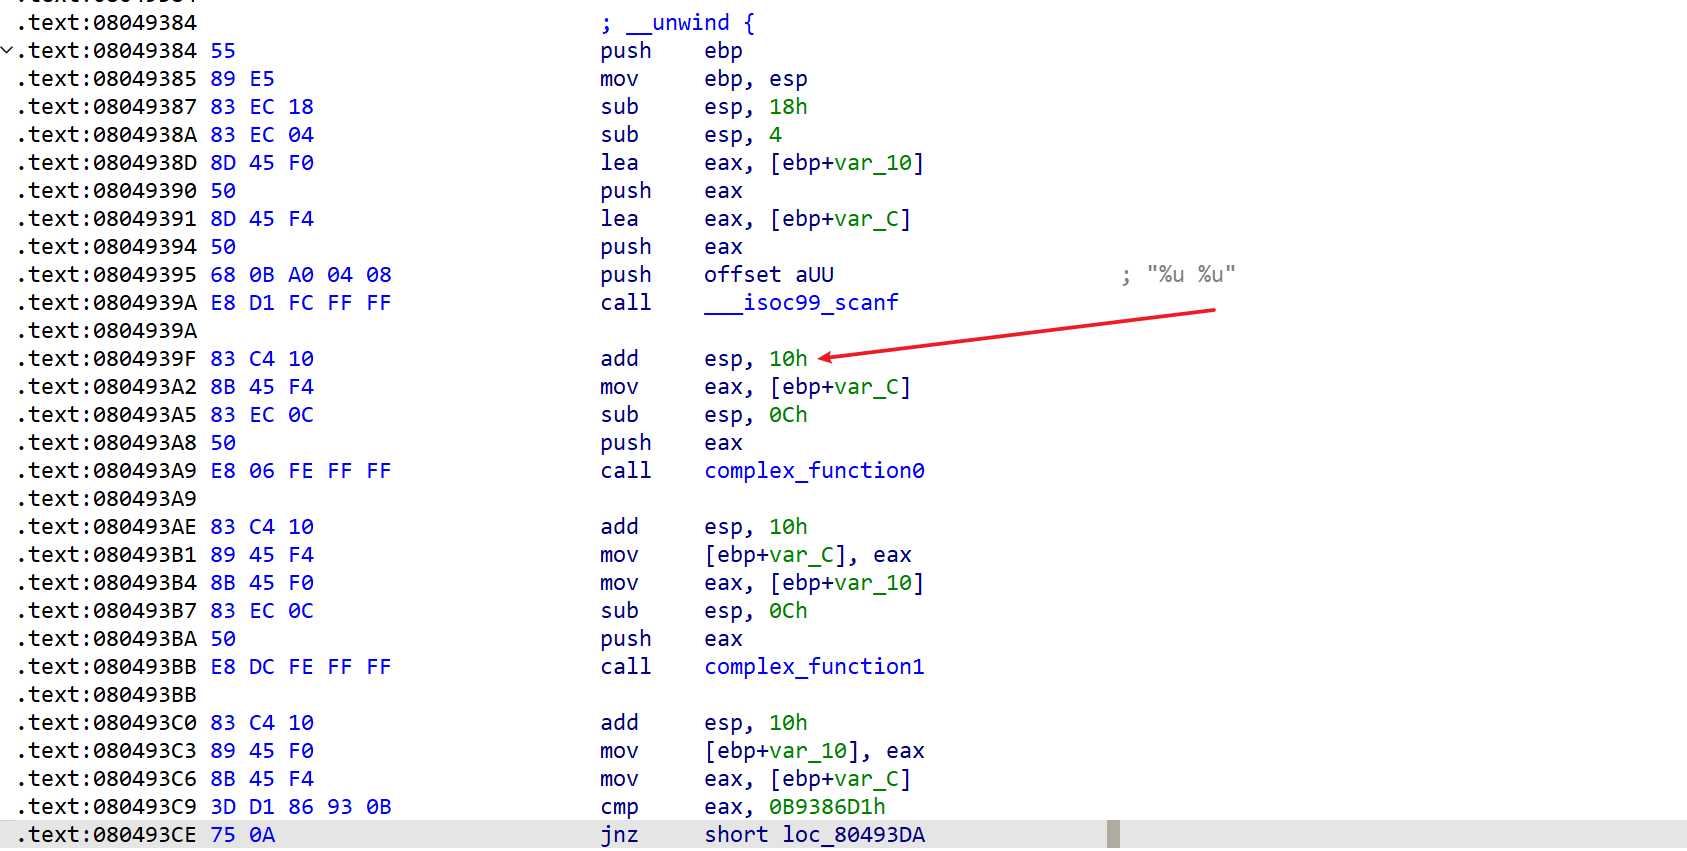 .text:08049384 ; __unwind {
.text:08049384 55 push ebp
.text:08049385 89 E5 mov ebp, esp
.text:08049387 83 EC 18 sub esp, 18h
.text:0804938A 83 EC 04 sub esp, 4
.text:0804938D 8D 45 F0 lea eax, [ebp+var_10]
.text:08049390 50 push eax
.text:08049391 8D 45 F4 lea eax, [ebp+var_C]
.text:08049394 50 push eax
.text:08049395 68 0B A0 04 08 push offset aUU ; "%u %u"
.text:0804939A E8 D1 FC FF FF call ___isoc99_scanf
.text:0804939A
.text:0804939F 83 C4 10 add esp, 10h
.text:080493A2 8B 45 F4 mov eax, [ebp+var_C]
.text:080493A5 83 EC 0C sub esp, 0Ch
.text:080493A8 50 push eax
.text:080493A9 E8 06 FE FF FF call complex_function0
.text:080493A9
.text:080493AE 83 C4 10 add esp, 10h
.text:080493B1 89 45 F4 mov [ebp+var_C], eax
.text:080493B4 8B 45 F0 mov eax, [ebp+var_10]
.text:080493B7 83 EC 0C sub esp, 0Ch
.text:080493BA 50 push eax
.text:080493BB E8 DC FE FF FF call complex_function1
.text:080493BB
.text:080493C0 83 C4 10 add esp, 10h
.text:080493C3 89 45 F0 mov [ebp+var_10], eax
.text:080493C6 8B 45 F4 mov eax, [ebp+var_C]
.text:080493C9 3D D1 86 93 0B cmp eax, 0B9386D1h
.text:080493CE 75 0A jnz short loc_80493DA